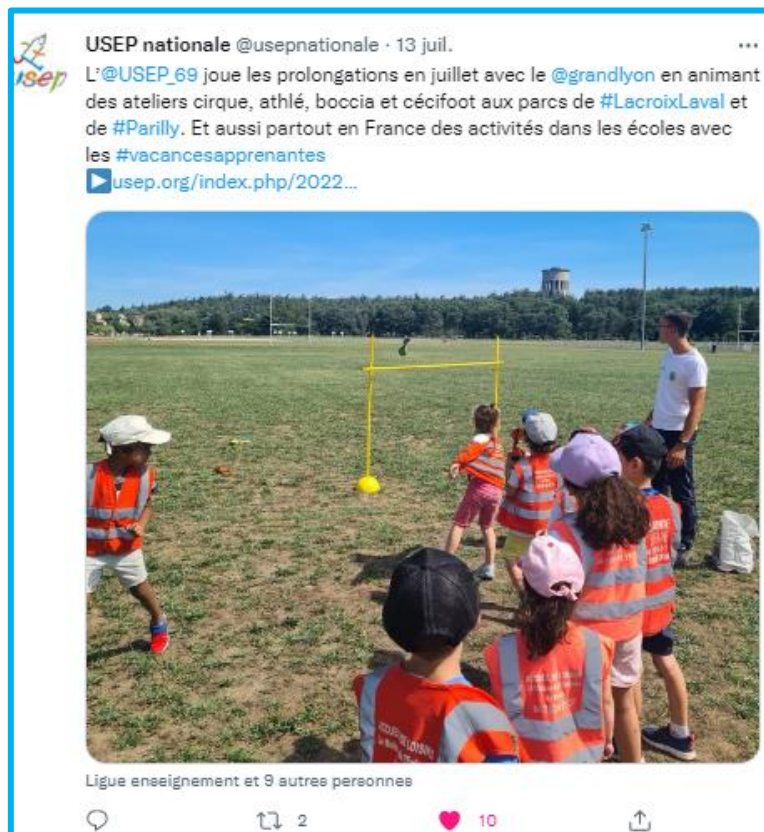 usep
USEP nationale @usepnationale · 13 juil.
L'@USEP_69 joue les prolongations en juillet avec le @grandlyon en animant
des ateliers cirque, athlé, boccia et cécifoot aux parcs de #LacroixLaval et
de #Parilly. Et aussi partout en France des activités dans les écoles avec
les #vacancesapprenantes
usep.org/index.php/2022...
Ligue enseignement et 9 autres personnes
2
10